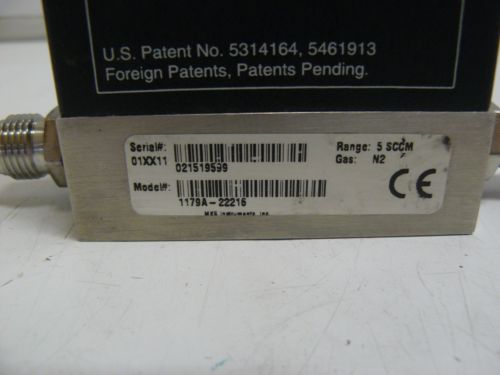 U.S. Patent No. 5314164, 5461913
Foreign Patents, Patents Pending.
Serial#:
01XX11 021519599
Range: 5 SCCM
Gas: N2
Model#:
1179A-22216
MKS Instruments, Inc.
CE